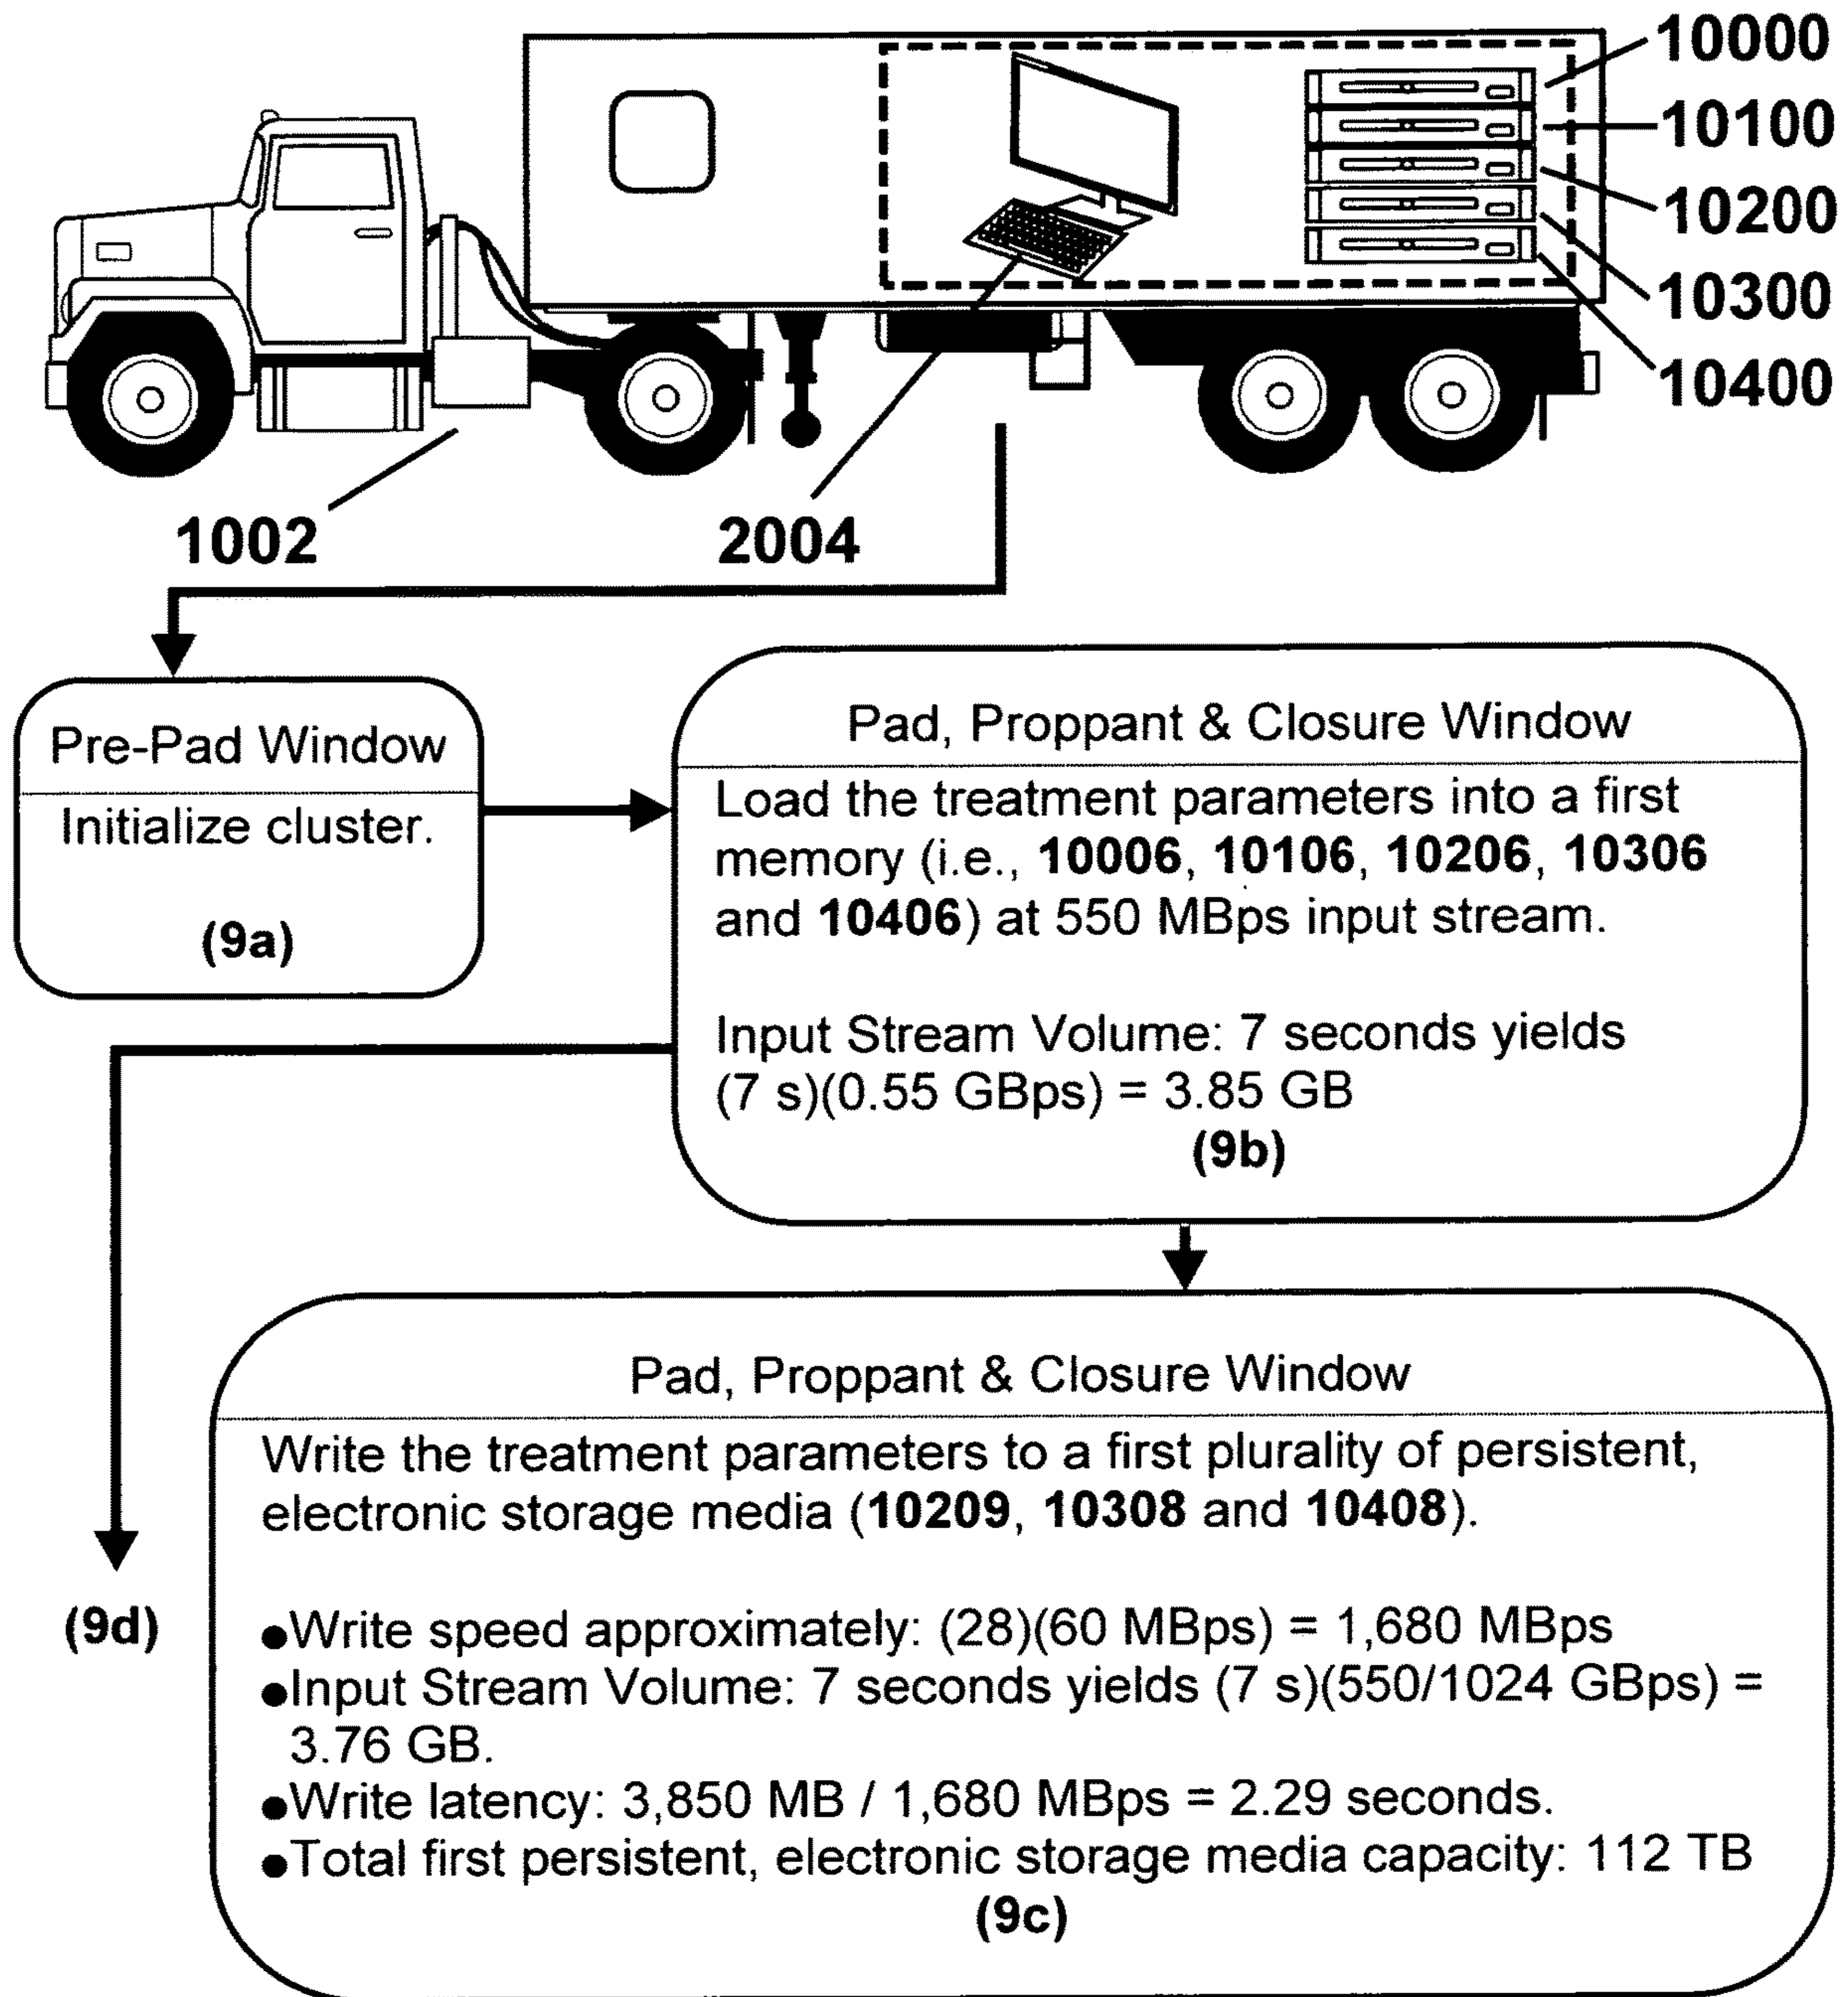 10000
10100
10200
10300
10400
1002
2004
Pre-Pad Window
Initialize cluster.
(9a)
Pad, Proppant & Closure Window
Load the treatment parameters into a first
memory (i.e., 10006, 10106, 10206, 10306
and 10406) at 550 MBps input stream.
Input Stream Volume: 7 seconds yields
(7 s)(0.55 GBps) = 3.85 GB
(9b)
Pad, Proppant & Closure Window
Write the treatment parameters to a first plurality of persistent,
electronic storage media (10209, 10308 and 10408).
(9d)
●Write speed approximately: (28)(60 MBps) = 1,680 MBps
●Input Stream Volume: 7 seconds yields (7 s)(550/1024 GBps) =
3.76 GB.
●Write latency: 3,850 MB / 1,680 MBps = 2.29 seconds.
●Total first persistent, electronic storage media capacity: 112 TB
(9c)